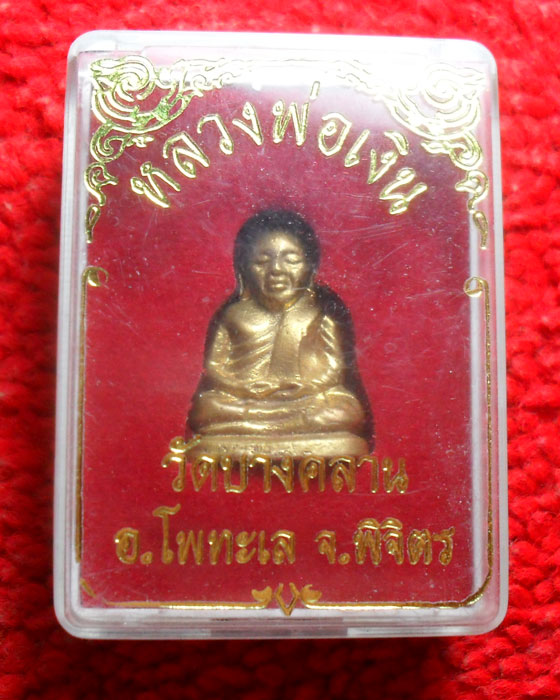 หลวงพ่อเงิน
วัดบางคลาน
อ.โพทะเล จ.พิจิตร